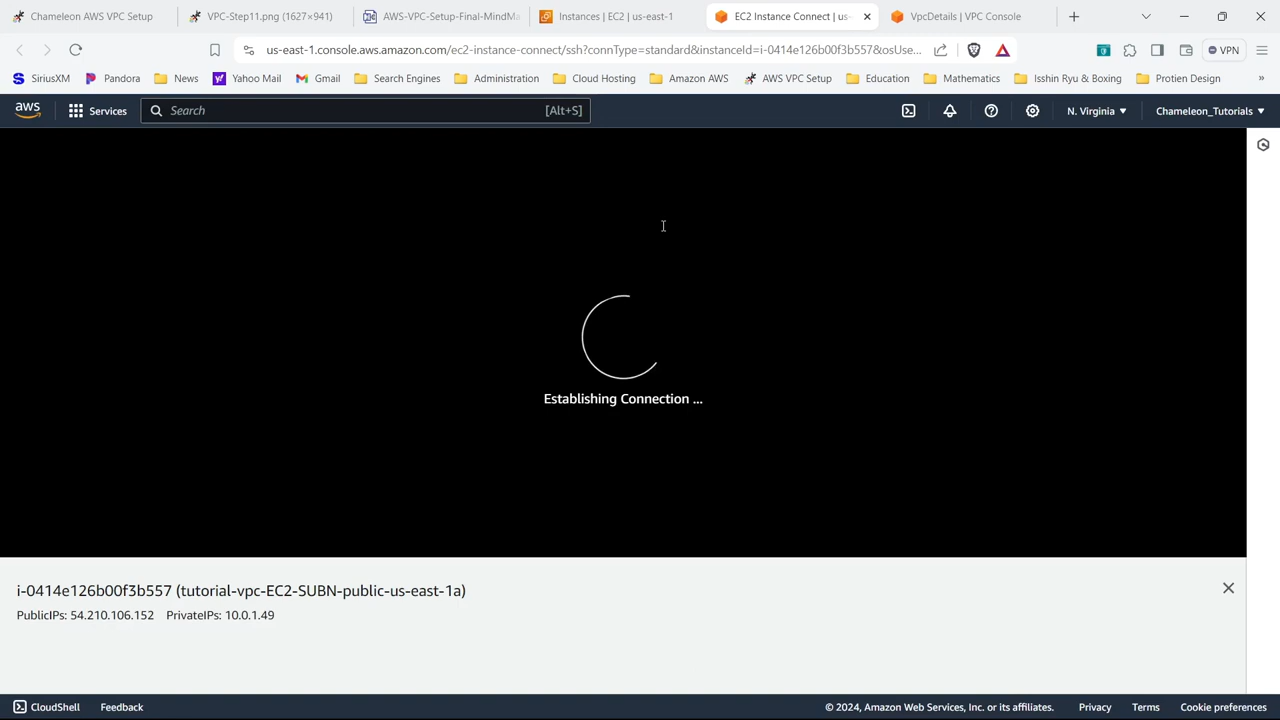 Chameleon AWS VPC Setup
VPC-Step11.png (1627×941)
AWS-VPC-Setup-Final-MindMa
Instances | EC2 | us-east-1
EC2 Instance Connect | us-
VpcDetails | VPC Console
us-east-1.console.aws.amazon.com/ec2-instance-connect/ssh?connType=standard&instanceId=i-0414e126b00f3b557&osUse...
VPN
SiriusXM
Pandora
News
Yahoo Mail
Gmail
Search Engines
Administration
Cloud Hosting
Amazon AWS
AWS VPC Setup
Education
Mathematics
Isshin Ryu & Boxing
Protien Design
»
aws
Services
Search
[Alt+S]
N. Virginia
Chameleon_Tutorials
Establishing Connection ...
i-0414e126b00f3b557 (tutorial-vpc-EC2-SUBN-public-us-east-1a)
PublicIPs: 54.210.106.152 PrivateIPs: 10.0.1.49
CloudShell
Feedback
© 2024, Amazon Web Services, Inc. or its affiliates.
Privacy
Terms
Cookie preferences